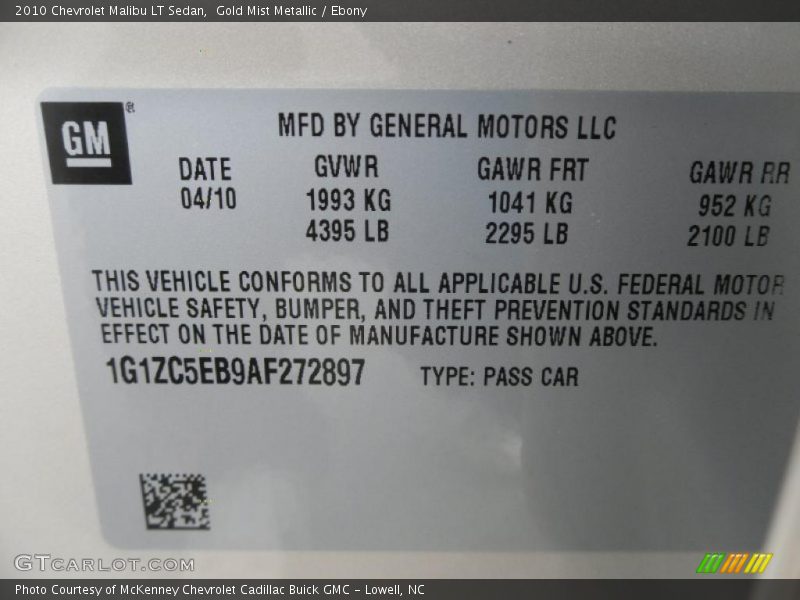 2010 Chevrolet Malibu LT Sedan,  Gold Mist Metallic / Ebony
GM®
MFD BY GENERAL MOTORS LLC
DATE GVWR GAWR FRT GAWR RR
04/10 1993 KG 1041 KG 952 KG
4395 LB 2295 LB 2100 LB
THIS VEHICLE CONFORMS TO ALL APPLICABLE U.S. FEDERAL MOTOR
VEHICLE SAFETY, BUMPER, AND THEFT PREVENTION STANDARDS IN
EFFECT ON THE DATE OF MANUFACTURE SHOWN ABOVE.
1G1ZC5EB9AF272897 TYPE: PASS CAR
GTCARLOT.COM
Photo Courtesy of McKenney Chevrolet Cadillac Buick GMC - Lowell, NC